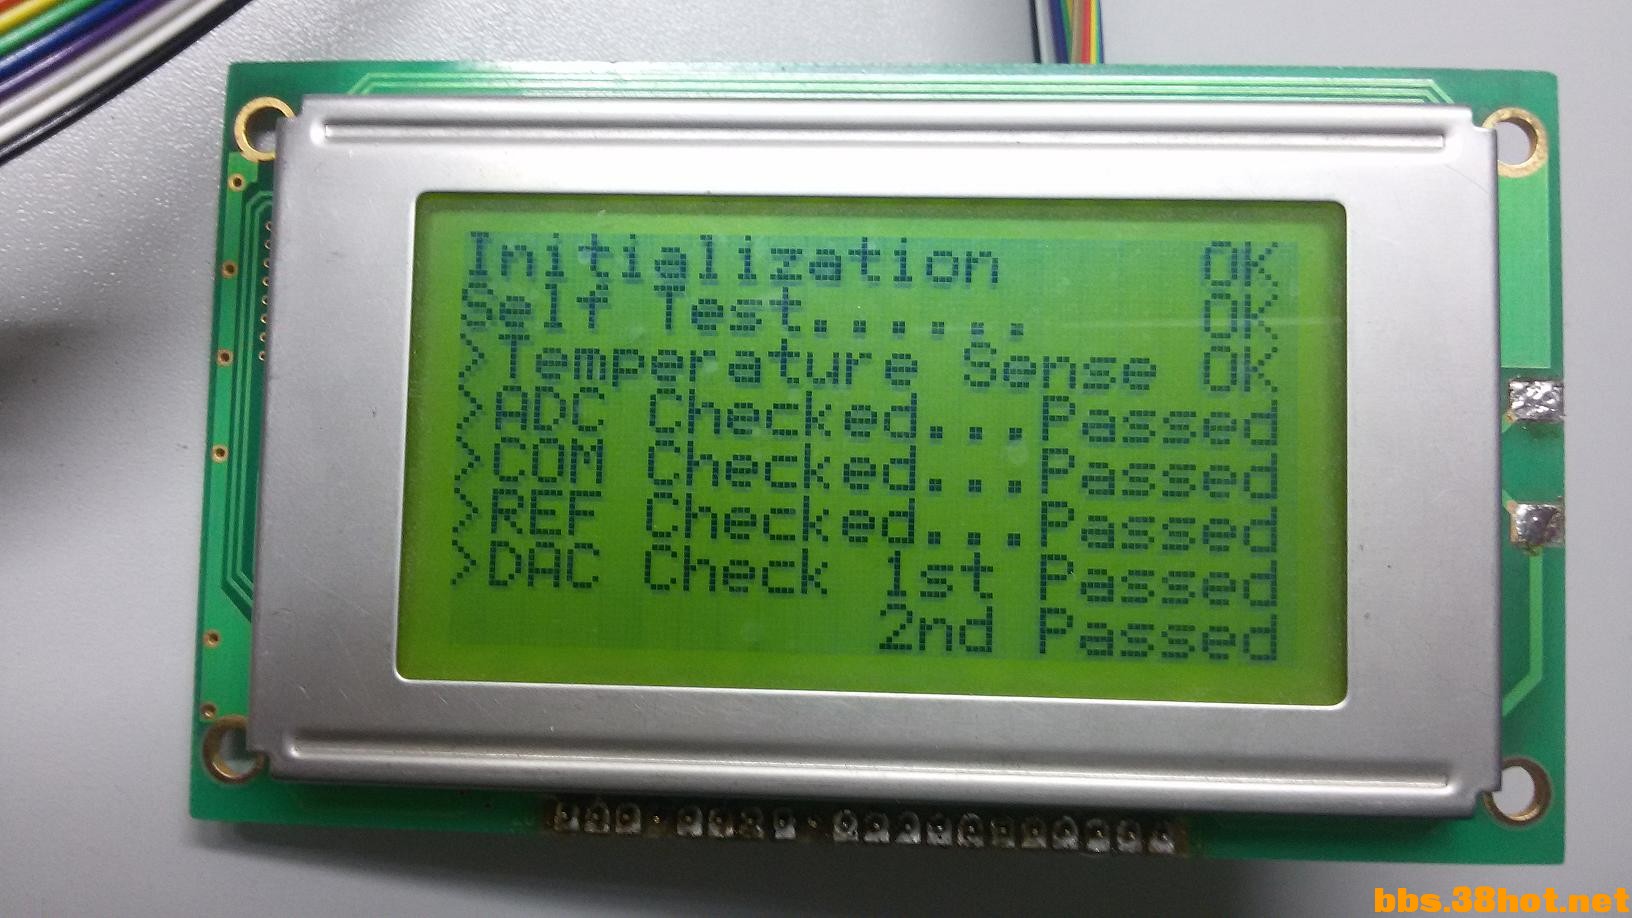 Initialization OK
Self Test....... OK
>Temperature Sense OK
>ADC Checked...Passed
>COM Checked...Passed
>REF Checked...Passed
>DAC Check 1st Passed
2nd Passed
bbs.38hot.net